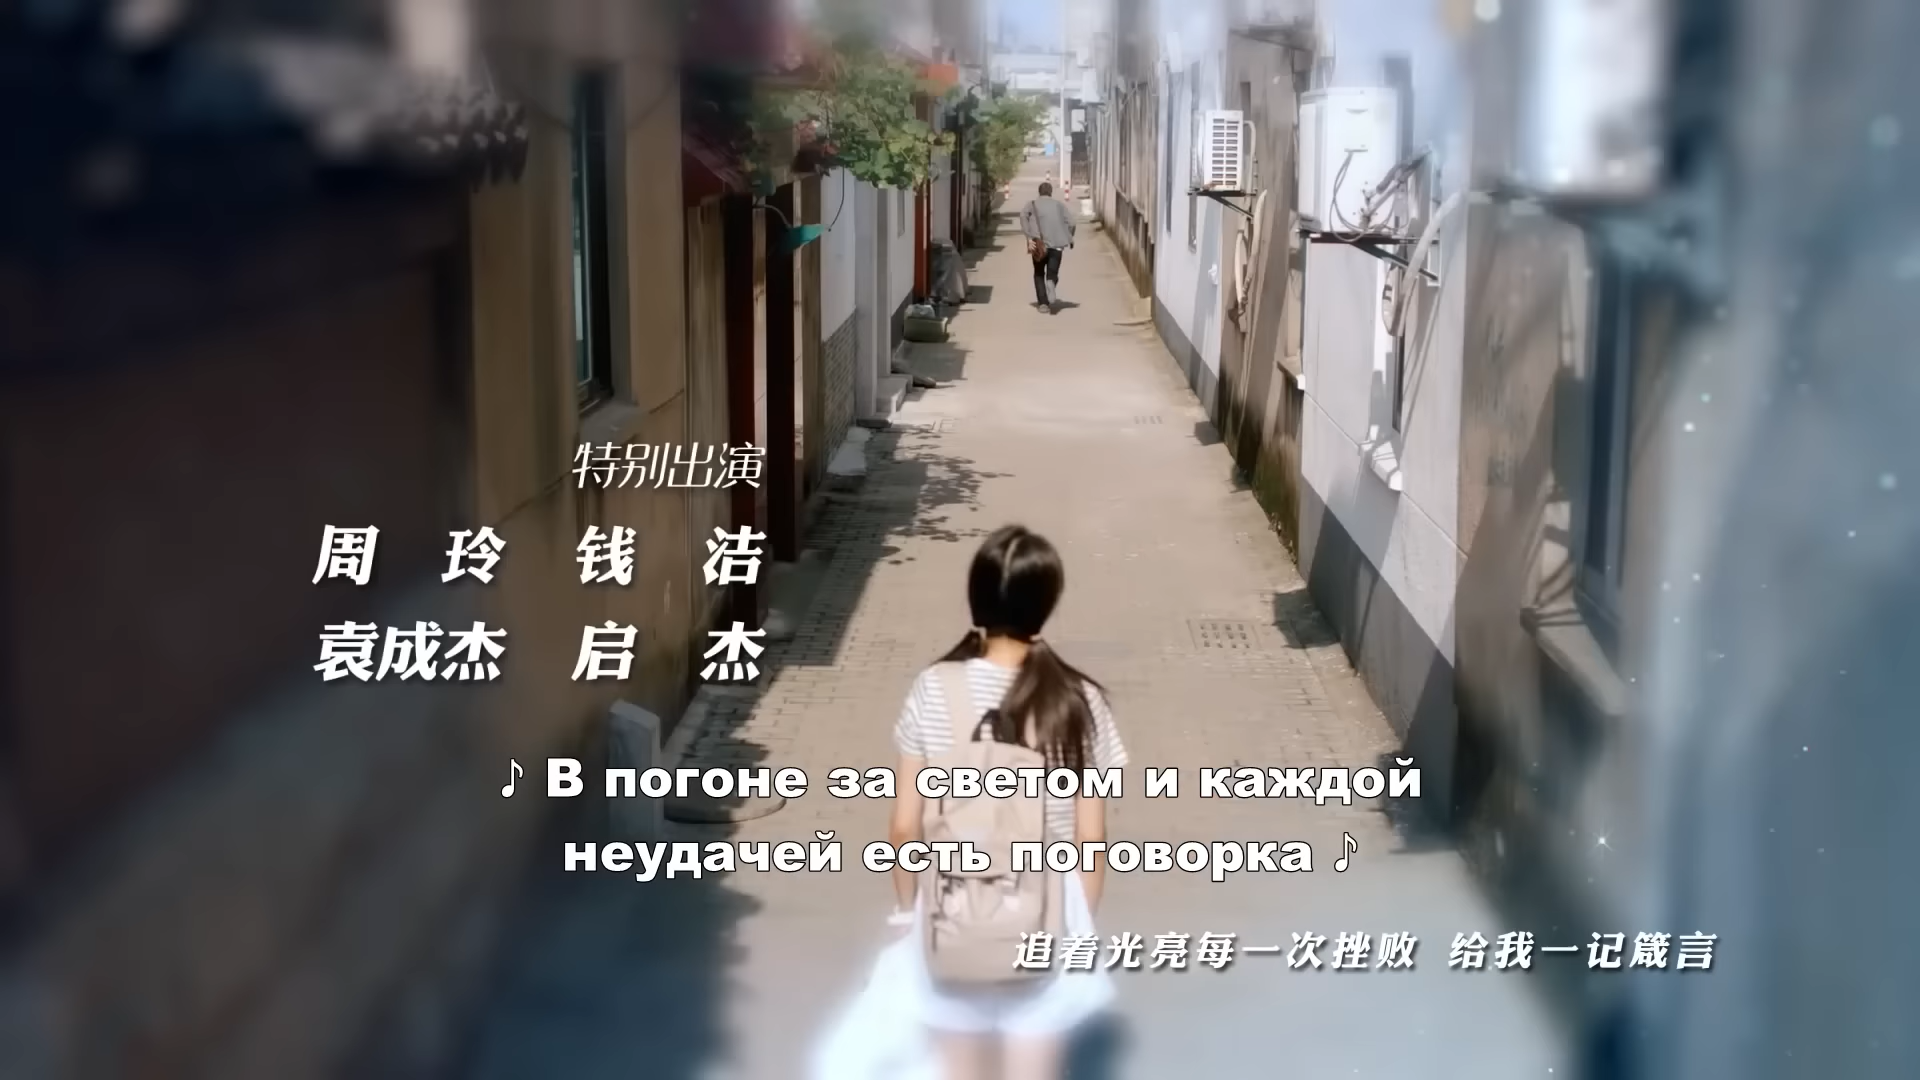 特别出演
周 玲 钱 洁
袁成杰 启 杰
♪ В погоне за светом и каждой
неудачей есть поговорка ♪
追着光亮每一次挫败 给我一记箴言